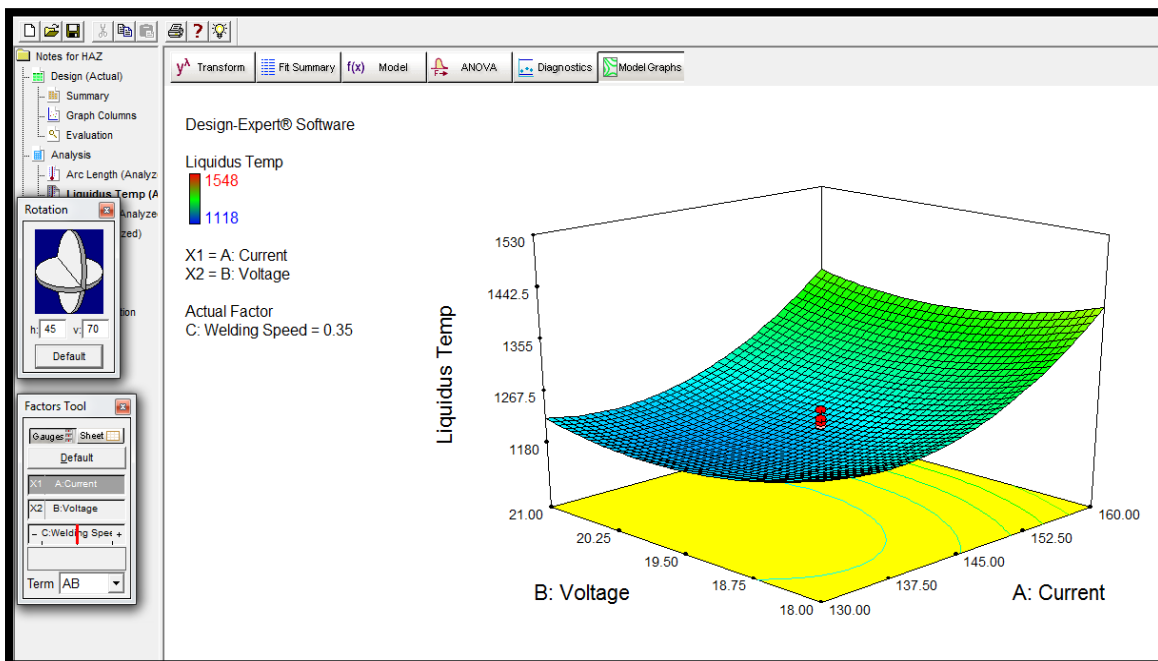 Notes for HAZ
Design (Actual)
Summary
Graph Columns
Evaluation
Analysis
Arc Length (Analyz
Liquidus Temp (A
Analyze
zed)
tion
Rotation
h: 45 v: 70
Default
Factors Tool
Gauges Sheet
Default
X1 A:Current
X2 B:Voltage
- C:Welding Spee +
Term AB
yλ Transform Fit Summary f(x) Model F ANOVA Diagnostics Model Graphs
Design-Expert® Software
Liquidus Temp
1548
1118
X1 = A: Current
X2 = B: Voltage
Actual Factor
C: Welding Speed = 0.35
Liquidus Temp
1530
1442.5
1355
1267.5
1180
21.00
20.25
19.50
18.75
18.00
B: Voltage
130.00
137.50
145.00
152.50
160.00
A: Current